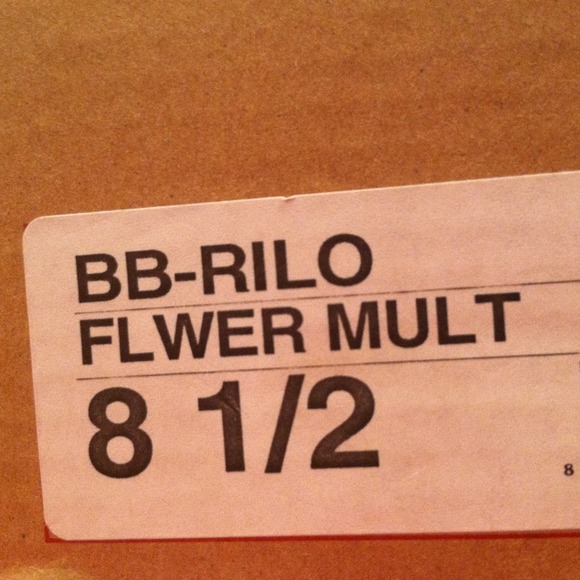 BB-RILO
FLWER MULT
8 1/2
8